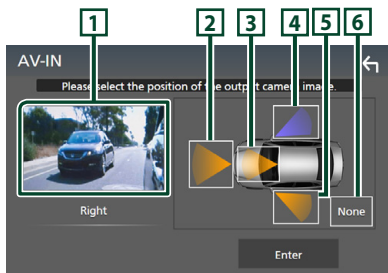 1 2 3 4 5 6
AV-IN
Please select the position of the output camera image.
Right
None
Enter